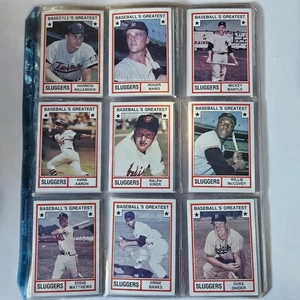 BASEBALL'S GREATEST
SLUGGERS
HARMON
KILLEBREW
BASEBALL'S GREATEST
SLUGGERS
ROGER
MARIS
BASEBALL'S GREATEST
SLUGGERS
MICKEY
MANTLE
BASEBALL'S GREATEST
SLUGGERS
HANK
AARON
BASEBALL'S GREATEST
SLUGGERS
RALPH
KINER
BASEBALL'S GREATEST
SLUGGERS
WILLIE
McCOVEY
BASEBALL'S GREATEST
SLUGGERS
EDDIE
MATTHEWS
BASEBALL'S GREATEST
SLUGGERS
ERNIE
BANKS
BASEBALL'S GREATEST
SLUGGERS
DUKE
SNIDER